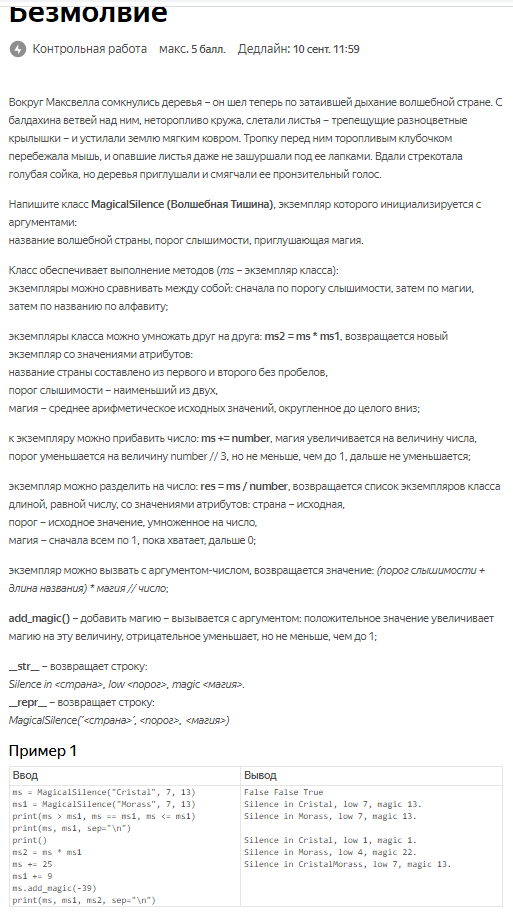 Безмолвие
Контрольная работа макс. 5 балл. Дедлайн: 10 сент. 11:59
Вокруг Максвелла сомкнулись деревья – он шел теперь по затаившей дыхание волшебной стране. С
балдахина ветвей над ним, неторопливо кружа, слетали листья – трепещущие разноцветные
крылышки – и устилали землю мягким ковром. Тропку перед ним торопливым клубочком
перебежала мышь, и опавшие листья даже не зашуршали под ее лапками. Вдали стрекотала
голубая сойка, но деревья приглушали и смягчали ее пронзительный голос.
Напишите класс MagicalSilence (Волшебная Тишина), экземпляр которого инициализируется с
аргументами:
название волшебной страны, порог слышимости, приглушающая магия.
Класс обеспечивает выполнение методов (ms – экземпляр класса):
экземпляры можно сравнивать между собой: сначала по порогу слышимости, затем по магии,
затем по названию по алфавиту;
экземпляры класса можно умножать друг на друга: ms2 = ms * ms1, возвращается новый
экземпляр со значениями атрибутов:
название страны составлено из первого и второго без пробелов,
порог слышимости – наименьший из двух,
магия – среднее арифметическое исходных значений, округленное до целого вниз;
к экземпляру можно прибавить число: ms += number, магия увеличивается на величину числа,
порог уменьшается на величину number // 3, но не меньше, чем до 1, дальше не уменьшается;
экземпляр можно разделить на число: res = ms / number, возвращается список экземпляров класса
длиной, равной числу, со значениями атрибутов: страна – исходная,
порог – исходное значение, умноженное на число,
магия – сначала всем по 1, пока хватает, дальше 0;
экземпляр можно вызвать с аргументом-числом, возвращается значение: (порог слышимости +
длина названия) * магия // число;
add_magic() – добавить магию – вызывается с аргументом: положительное значение увеличивает
магию на эту величину, отрицательное уменьшает, но не меньше, чем до 1;
__str__ – возвращает строку:
Silence in <страна>, low <порог>, magic <магия>.
__repr__ – возвращает строку:
MagicalSilence('<страна>', <порог>, <магия>)
Пример 1
Ввод Вывод
ms = MagicalSilence("Cristal", 7, 13) False False True
ms1 = MagicalSilence("Morass", 7, 13) Silence in Cristal, low 7, magic 13.
print(ms > ms1, ms == ms1, ms <= ms1) Silence in Morass, low 7, magic 13.
print(ms, ms1, sep="\n")
print() Silence in Cristal, low 1, magic 1.
ms2 = ms * ms1 Silence in Morass, low 4, magic 22.
ms += 25 Silence in CristalMorass, low 7, magic 13.
ms1 += 9
ms.add_magic(-39)
print(ms, ms1, ms2, sep="\n")